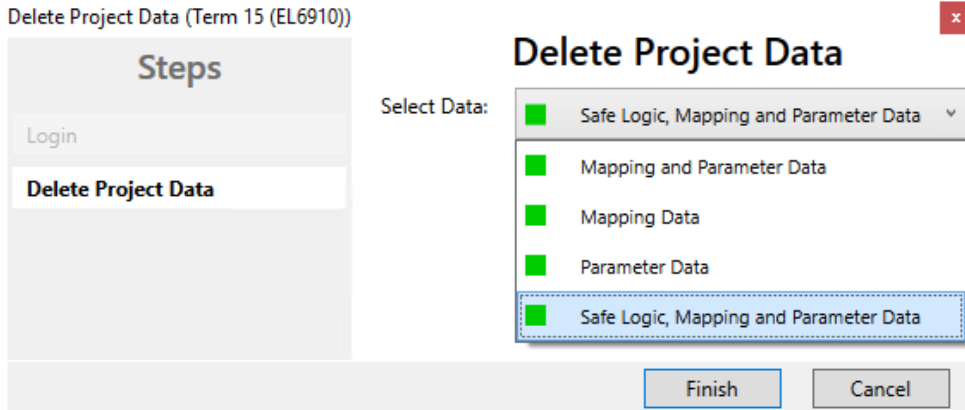 Delete Project Data (Term 15 (EL6910))
x
Steps
Login
Delete Project Data
Delete Project Data
Select Data:
Safe Logic, Mapping and Parameter Data
Mapping and Parameter Data
Mapping Data
Parameter Data
Safe Logic, Mapping and Parameter Data
Finish
Cancel